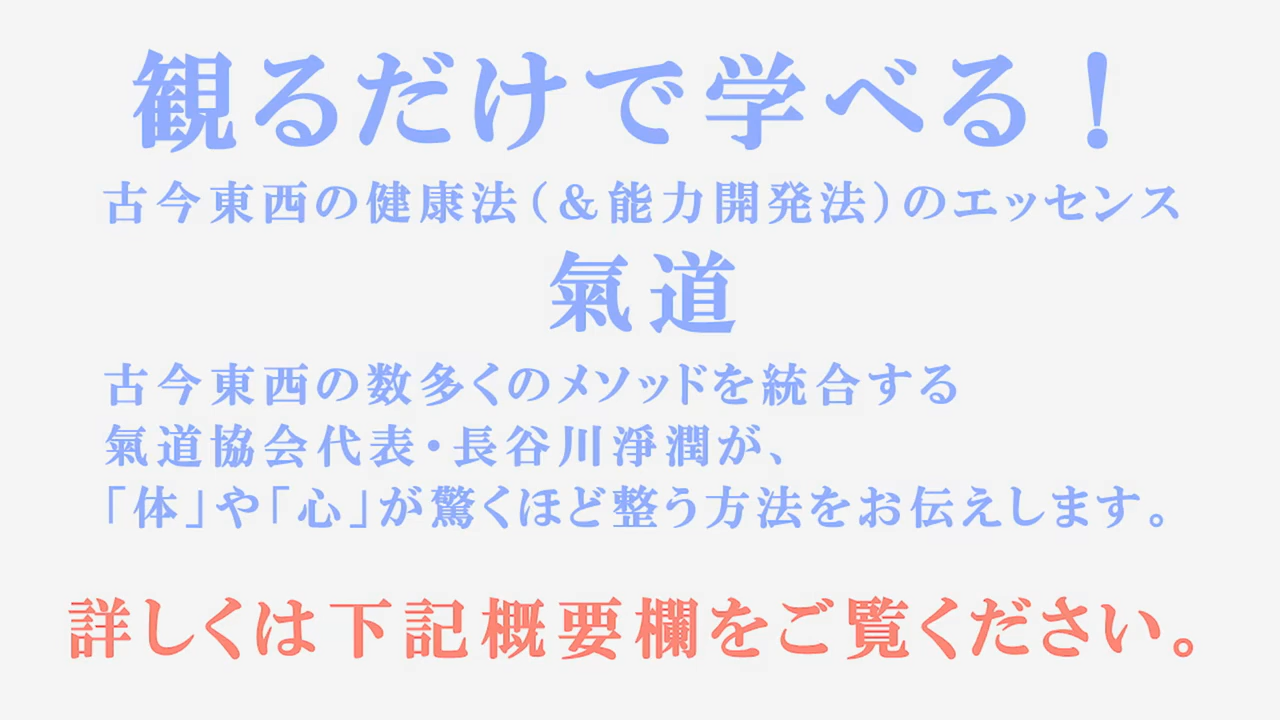 観るだけで学べる！
古今東西の健康法（＆能力開発法）のエッセンス
氣道
古今東西の数多くのメソッドを統合する
氣道協会代表・長谷川淨潤が、
「体」や「心」が驚くほど整う方法をお伝えします。
詳しくは下記概要欄をご覧ください。